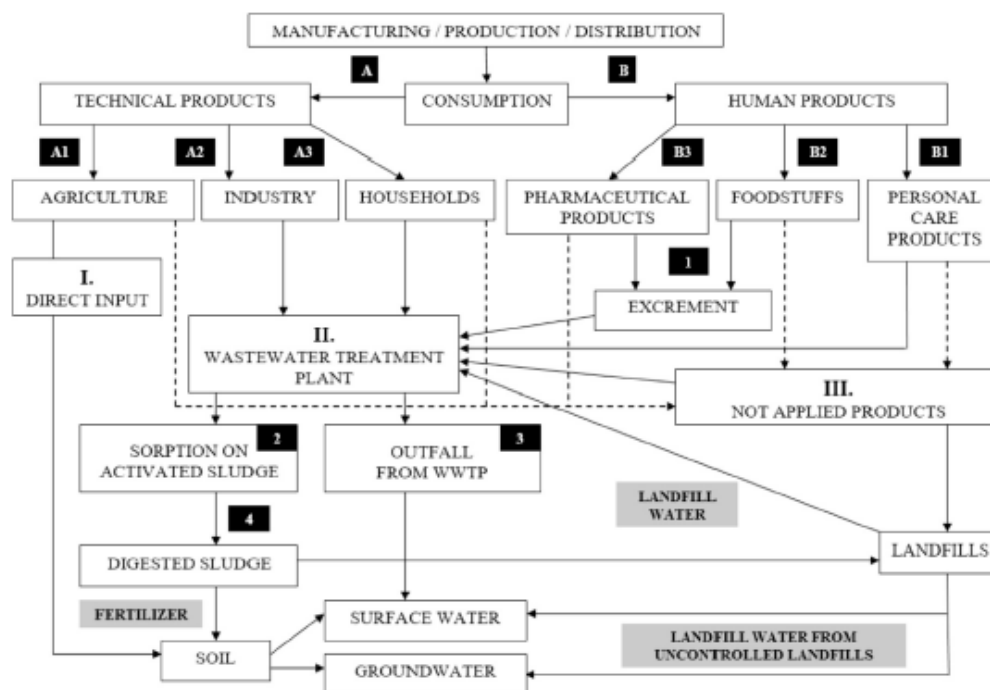 MANUFACTURING / PRODUCTION / DISTRIBUTION
A
B
TECHNICAL PRODUCTS
CONSUMPTION
HUMAN PRODUCTS
A1
A2
A3
B3
B2
B1
AGRICULTURE
INDUSTRY
HOUSEHOLDS
PHARMACEUTICAL
PRODUCTS
FOODSTUFFS
PERSONAL
CARE
PRODUCTS
I.
DIRECT INPUT
1
EXCREMENT
II.
WASTEWATER TREATMENT
PLANT
III.
NOT APPLIED PRODUCTS
2
SORPTION ON
ACTIVATED SLUDGE
3
OUTFALL
FROM WWTP
LANDFILL
WATER
4
DIGESTED SLUDGE
LANDFILLS
FERTILIZER
SURFACE WATER
SOIL
LANDFILL WATER FROM
UNCONTROLLED LANDFILLS
GROUNDWATER